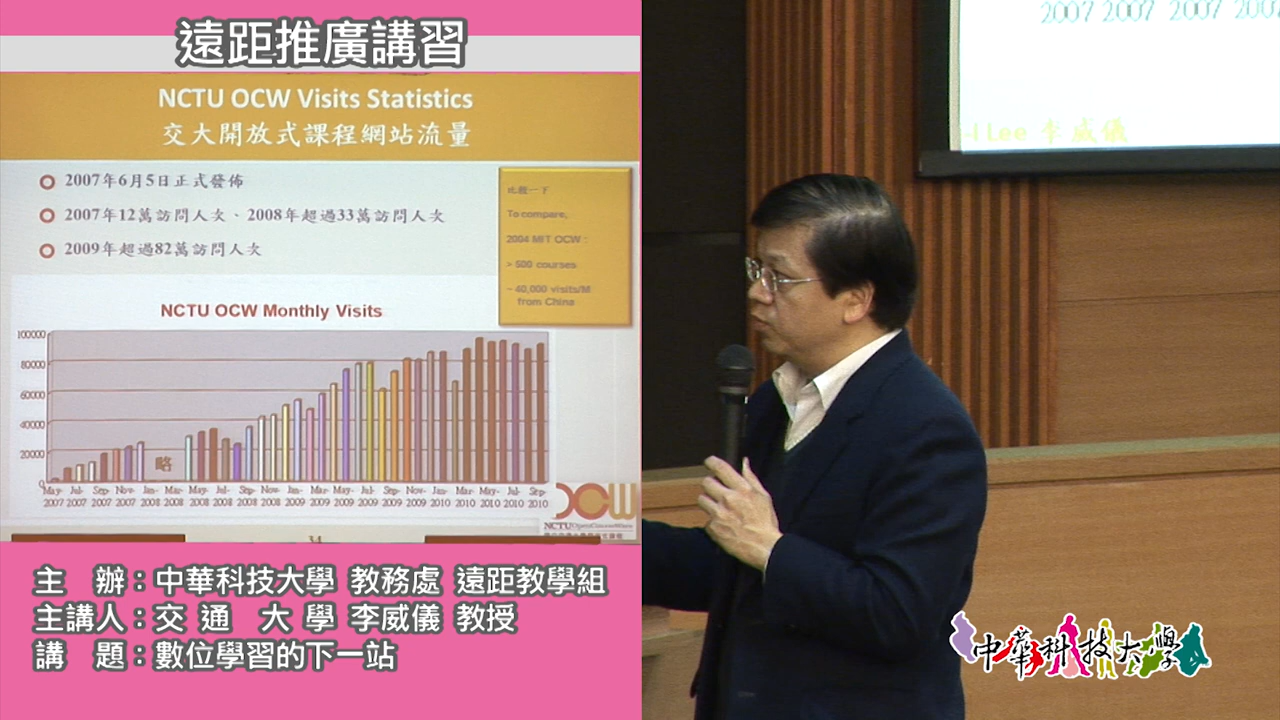 遠距推廣講習
NCTU OCW Visits Statistics
交大開放式課程網站流量
2007年6月5日正式發佈
2007年12萬訪問人次、2008年超過33萬訪問人次
2009年超過82萬訪問人次
比較一下
To compare,
2004 MIT OCW :
> 500 courses
~ 40,000 visits/M
from China
NCTU OCW Monthly Visits
100000
80000
60000
40000
20000
0
略
May- Jul- Sep- Nov- Jan- Mar- May- Jul- Sep- Nov- Jan- Mar- May- Jul- Sep- Nov- Jan- Mar- May- Jul- Sep-
2007 2007 2007 2007 2008 2008 2008 2008 2008 2008 2009 2009 2009 2009 2009 2009 2010 2010 2010 2010 2010
OCW
NCTU OpenCourseWare
34
主 辦：中華科技大學 教務處 遠距教學組
主講人：交 通 大 學 李威儀 教授
講 題：數位學習的下一站
2007 2007 2007 2007
Lee 李威儀
中華科技大學